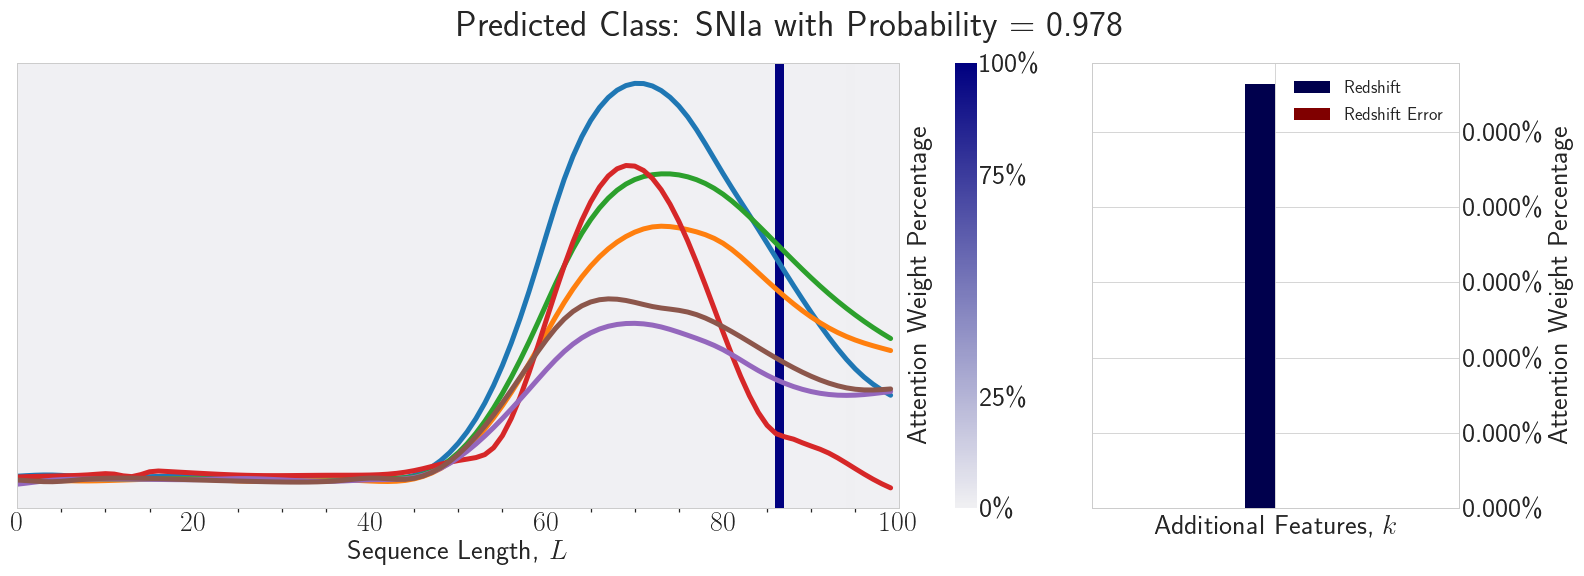 Predicted Class: SNIa with Probability = 0.978
100%
75%
25%
0%
Attention Weight Percentage
0 20 40 60 80 100
Sequence Length, L
Redshift
Redshift Error
0.000%
0.000%
0.000%
0.000%
0.000%
0.000%
Attention Weight Percentage
Additional Features, k